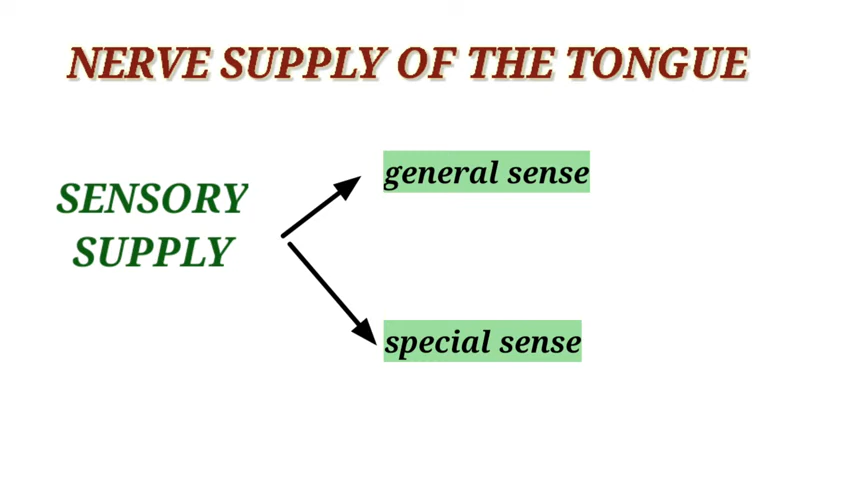 NERVE SUPPLY OF THE TONGUE
SENSORY
SUPPLY
general sense
special sense